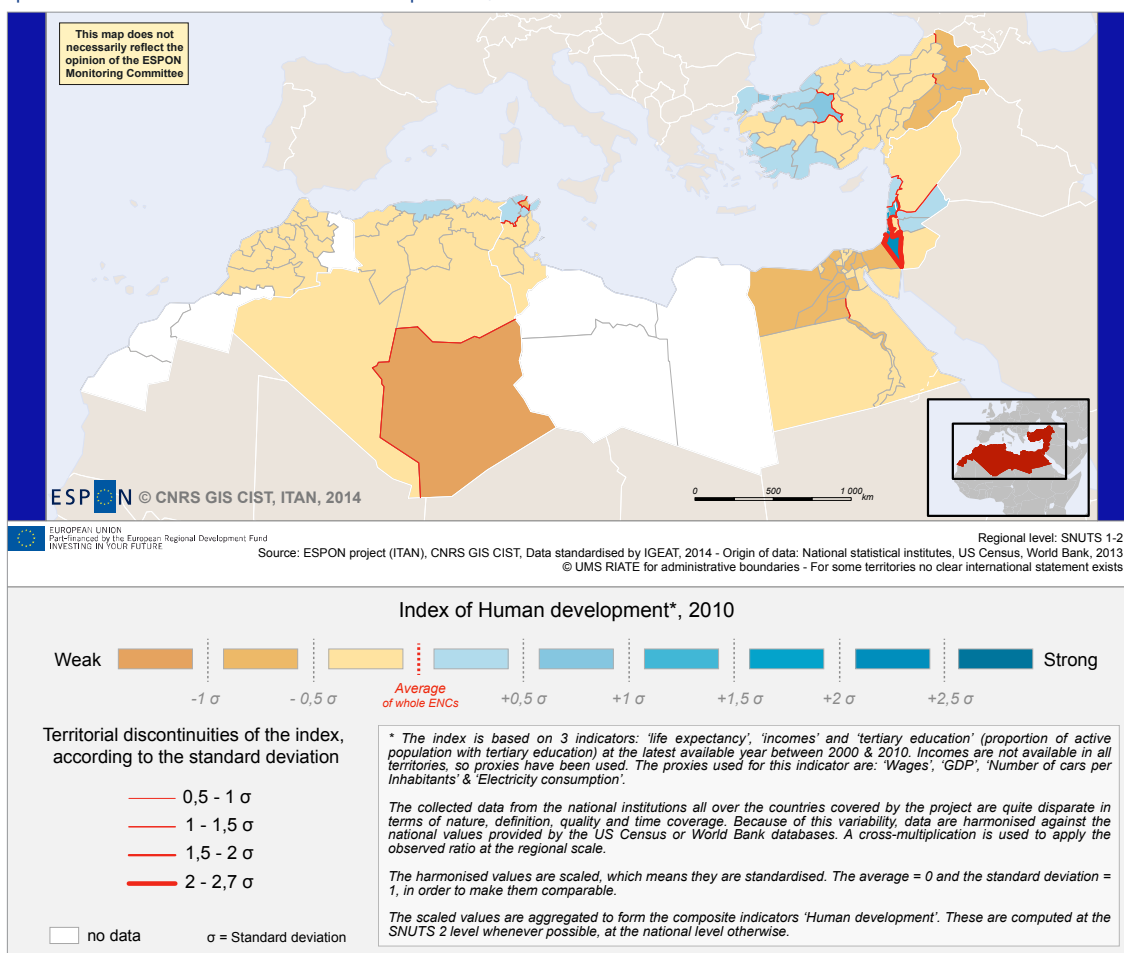 This map does not
necessarily reflect the
opinion of the ESPON
Monitoring Committee
ESPON © CNRS GIS CIST, ITAN, 2014
0 500 1 000 km
EUROPEAN UNION
Part-financed by the European Regional Development Fund
INVESTING IN YOUR FUTURE
Regional level: SNUTS 1-2
Source: ESPON project (ITAN), CNRS GIS CIST, Data standardised by IGEAT, 2014 - Origin of data: National statistical institutes, US Census, World Bank, 2013
© UMS RIATE for administrative boundaries - For some territories no clear international statement exists
Index of Human development*, 2010
Weak Strong
-1 σ - 0,5 σ Average +0,5 σ +1 σ +1,5 σ +2 σ +2,5 σ
of whole ENCs
Territorial discontinuities of the index,
according to the standard deviation
0,5 - 1 σ
1 - 1,5 σ
1,5 - 2 σ
2 - 2,7 σ
no data σ = Standard deviation
* The index is based on 3 indicators: ‘life expectancy’, ‘incomes’ and ‘tertiary education’ (proportion of active
population with tertiary education) at the latest available year between 2000 & 2010. Incomes are not available in all
territories, so proxies have been used. The proxies used for this indicator are: ‘Wages’, ‘GDP’, ‘Number of cars per
Inhabitants’ & ‘Electricity consumption’.
The collected data from the national institutions all over the countries covered by the project are quite disparate in
terms of nature, definition, quality and time coverage. Because of this variability, data are harmonised against the
national values provided by the US Census or World Bank databases. A cross-multiplication is used to apply the
observed ratio at the regional scale.
The harmonised values are scaled, which means they are standardised. The average = 0 and the standard deviation =
1, in order to make them comparable.
The scaled values are aggregated to form the composite indicators ‘Human development’. These are computed at the
SNUTS 2 level whenever possible, at the national level otherwise.